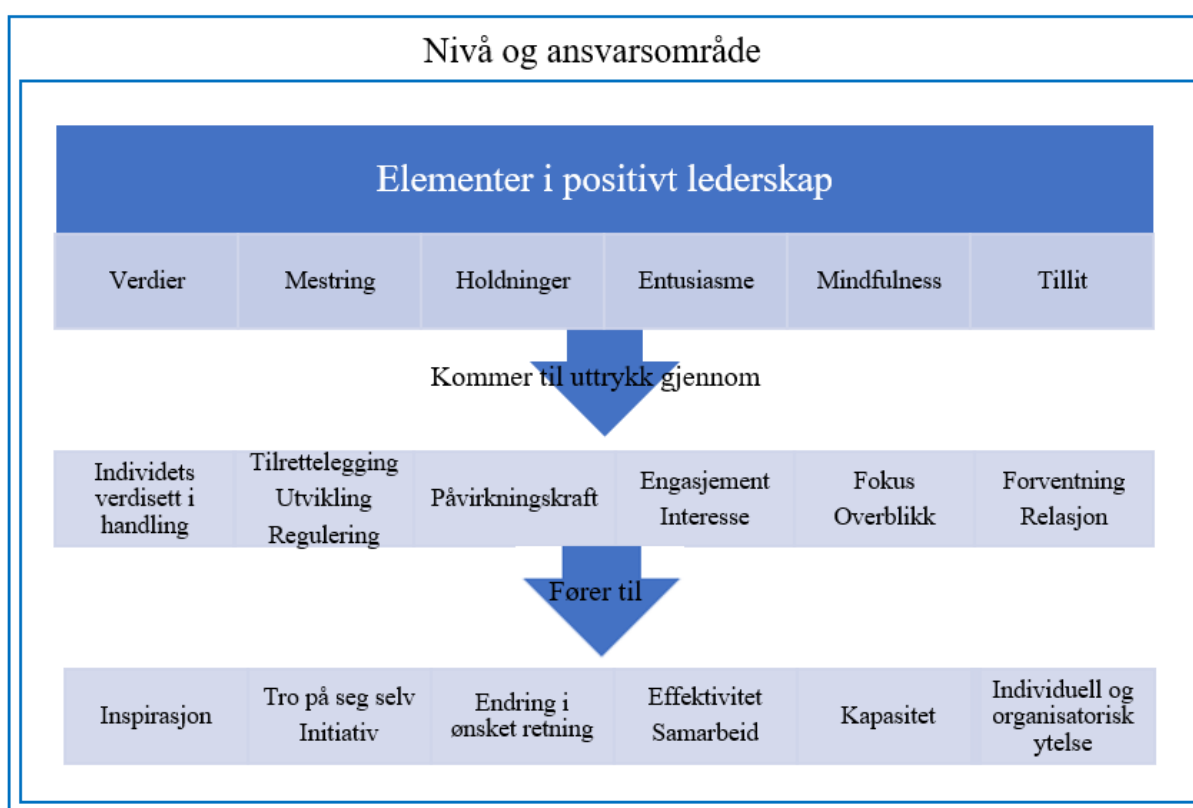 Nivå og ansvarsområde
Elementer i positivt lederskap
Verdier
Mestring
Holdninger
Entusiasme
Mindfulness
Tillit
Kommer til uttrykk gjennom
Individets
verdisett i
handling
Tilrettelegging
Utvikling
Regulering
Påvirkningskraft
Engasjement
Interesse
Fokus
Overblikk
Forventning
Relasjon
Fører til
Inspirasjon
Tro på seg selv
Initiativ
Endring i
ønsket retning
Effektivitet
Samarbeid
Kapasitet
Individuell og
organisatorisk
ytelse